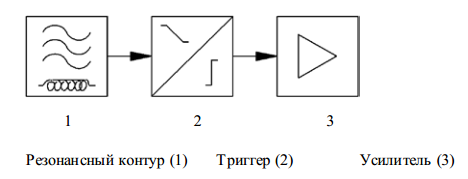 1 2 3
Резонансный контур (1) Триггер (2) Усилитель (3)